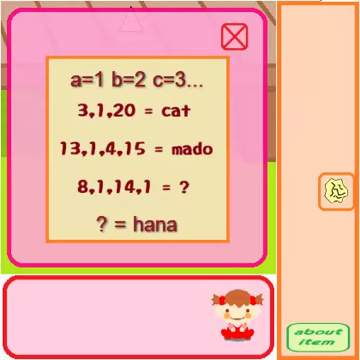 a=1 b=2 c=3...
3,1,20 = cat
13,1,4,15 = mado
8,1,14,1 = ?
? = hana
about
item